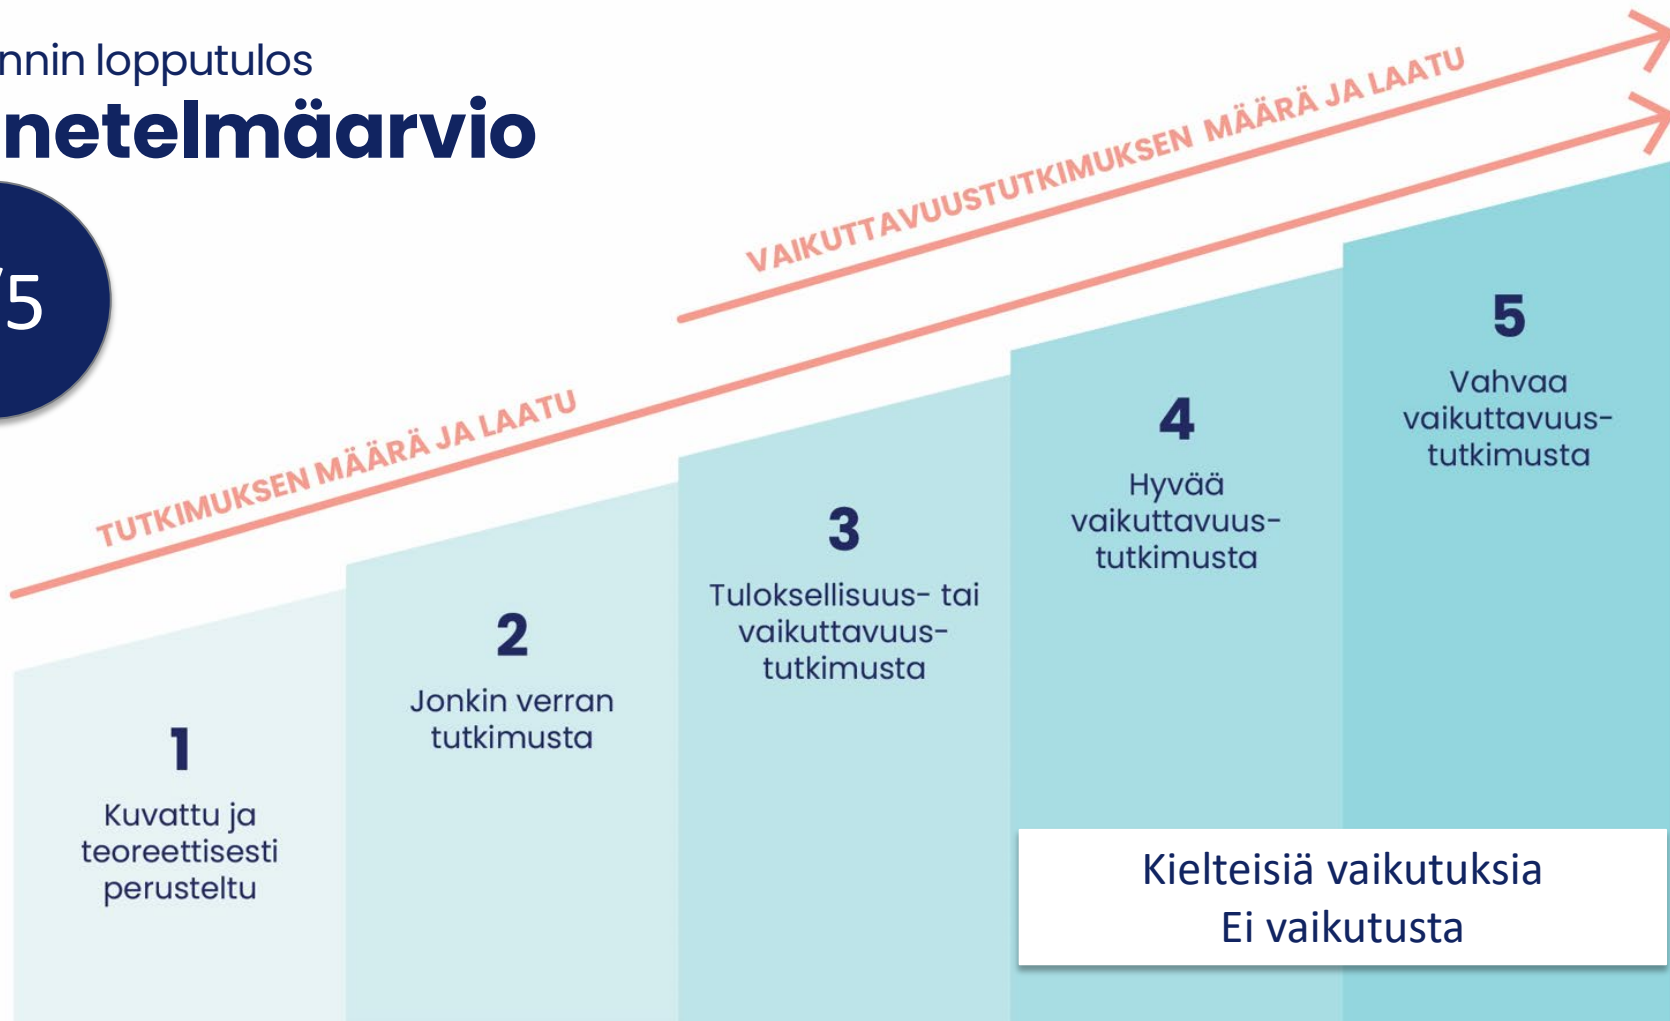 nnin lopputulos
netelmäarvio
/5
VAIKUTTAVUUSTUTKIMUKSEN MÄÄRÄ JA LAATU
TUTKIMUKSEN MÄÄRÄ JA LAATU
1
Kuvattu ja
teoreettisesti
perusteltu
2
Jonkin verran
tutkimusta
3
Tuloksellisuus- tai
vaikuttavuus-
tutkimusta
4
Hyvää
vaikuttavuus-
tutkimusta
5
Vahvaa
vaikuttavuus-
tutkimusta
Kielteisiä vaikutuksia
Ei vaikutusta